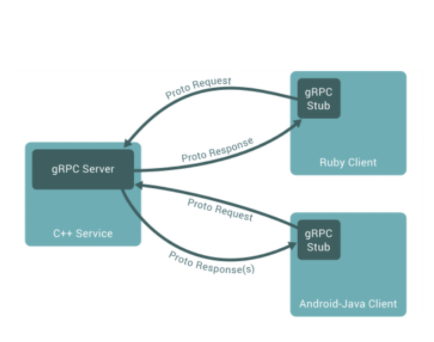 Proto Request
gRPC
Stub
Proto Response
Ruby Client
gRPC Server
C++ Service
Proto Request
gRPC
Stub
Proto Response(s)
Android-Java Client